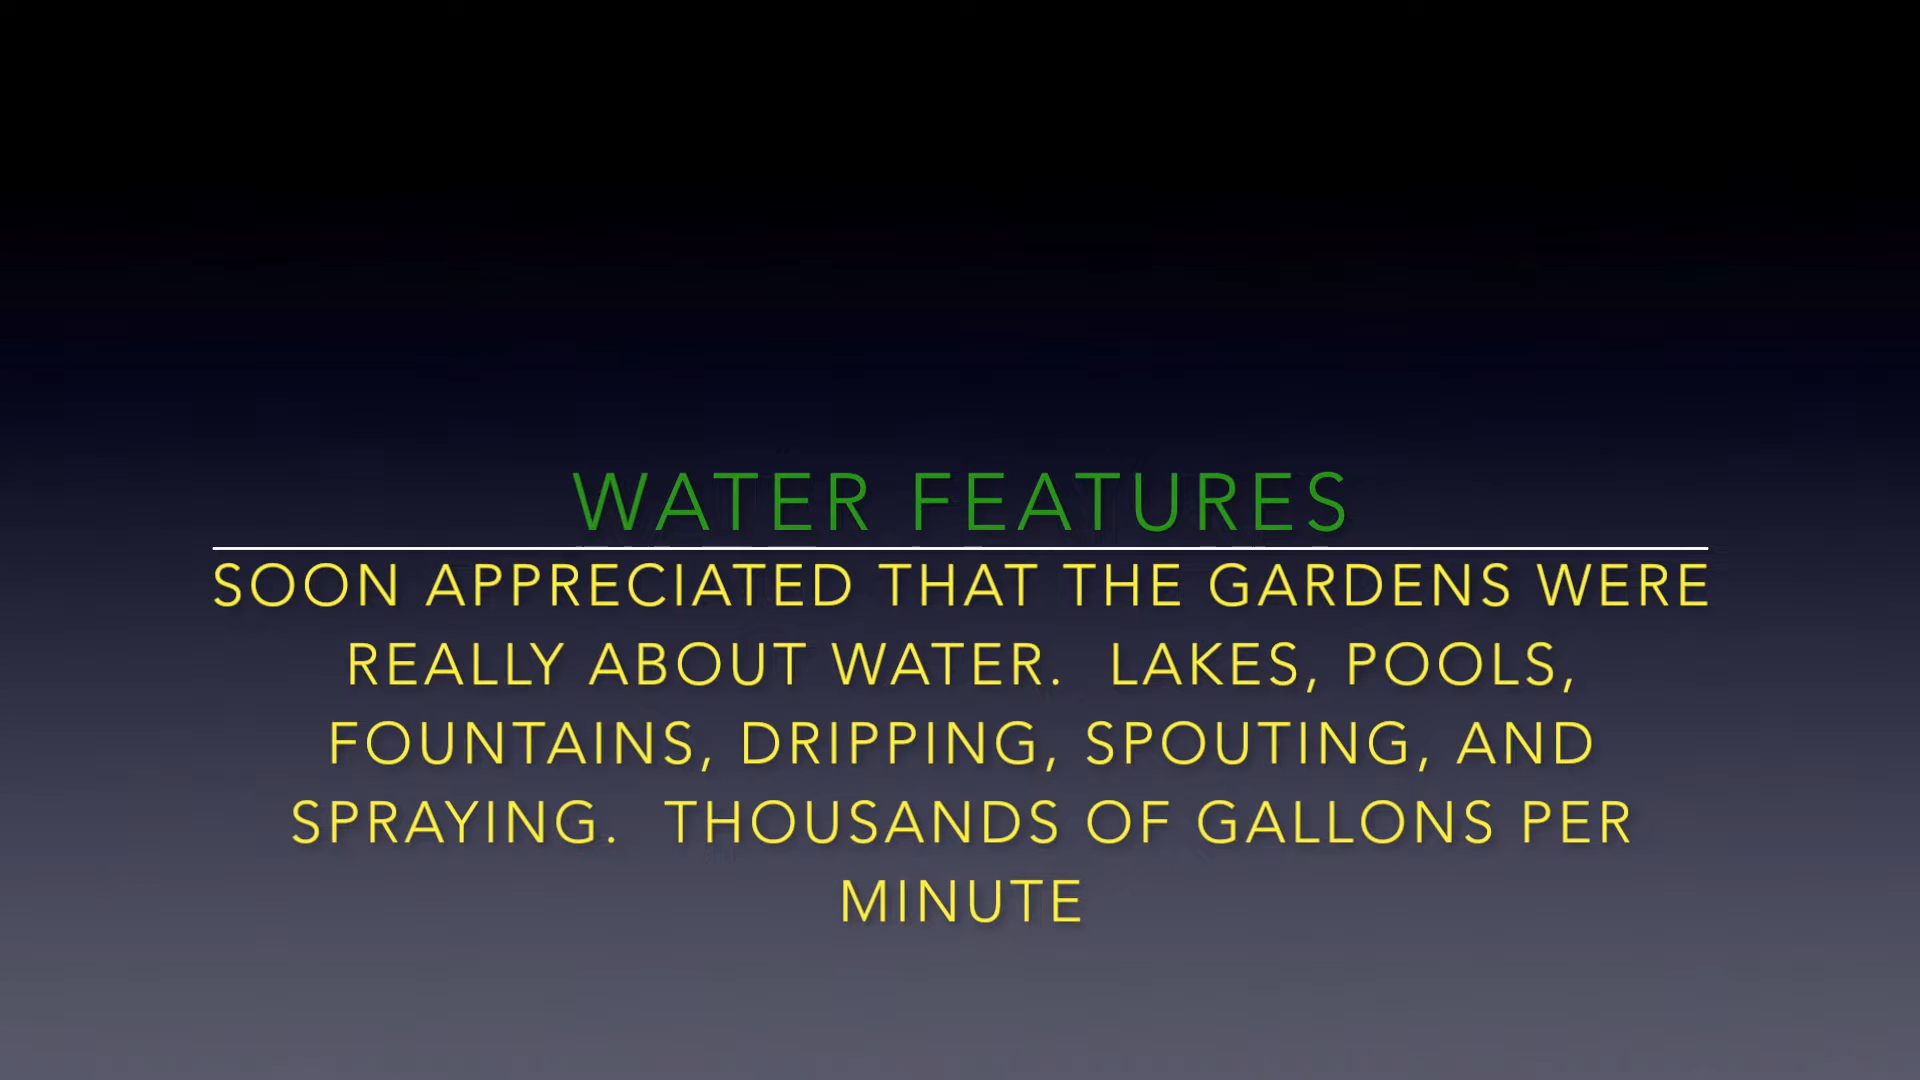 WATER FEATURES
SOON APPRECIATED THAT THE GARDENS WERE
REALLY ABOUT WATER.  LAKES, POOLS,
FOUNTAINS, DRIPPING, SPOUTING, AND
SPRAYING.  THOUSANDS OF GALLONS PER
MINUTE